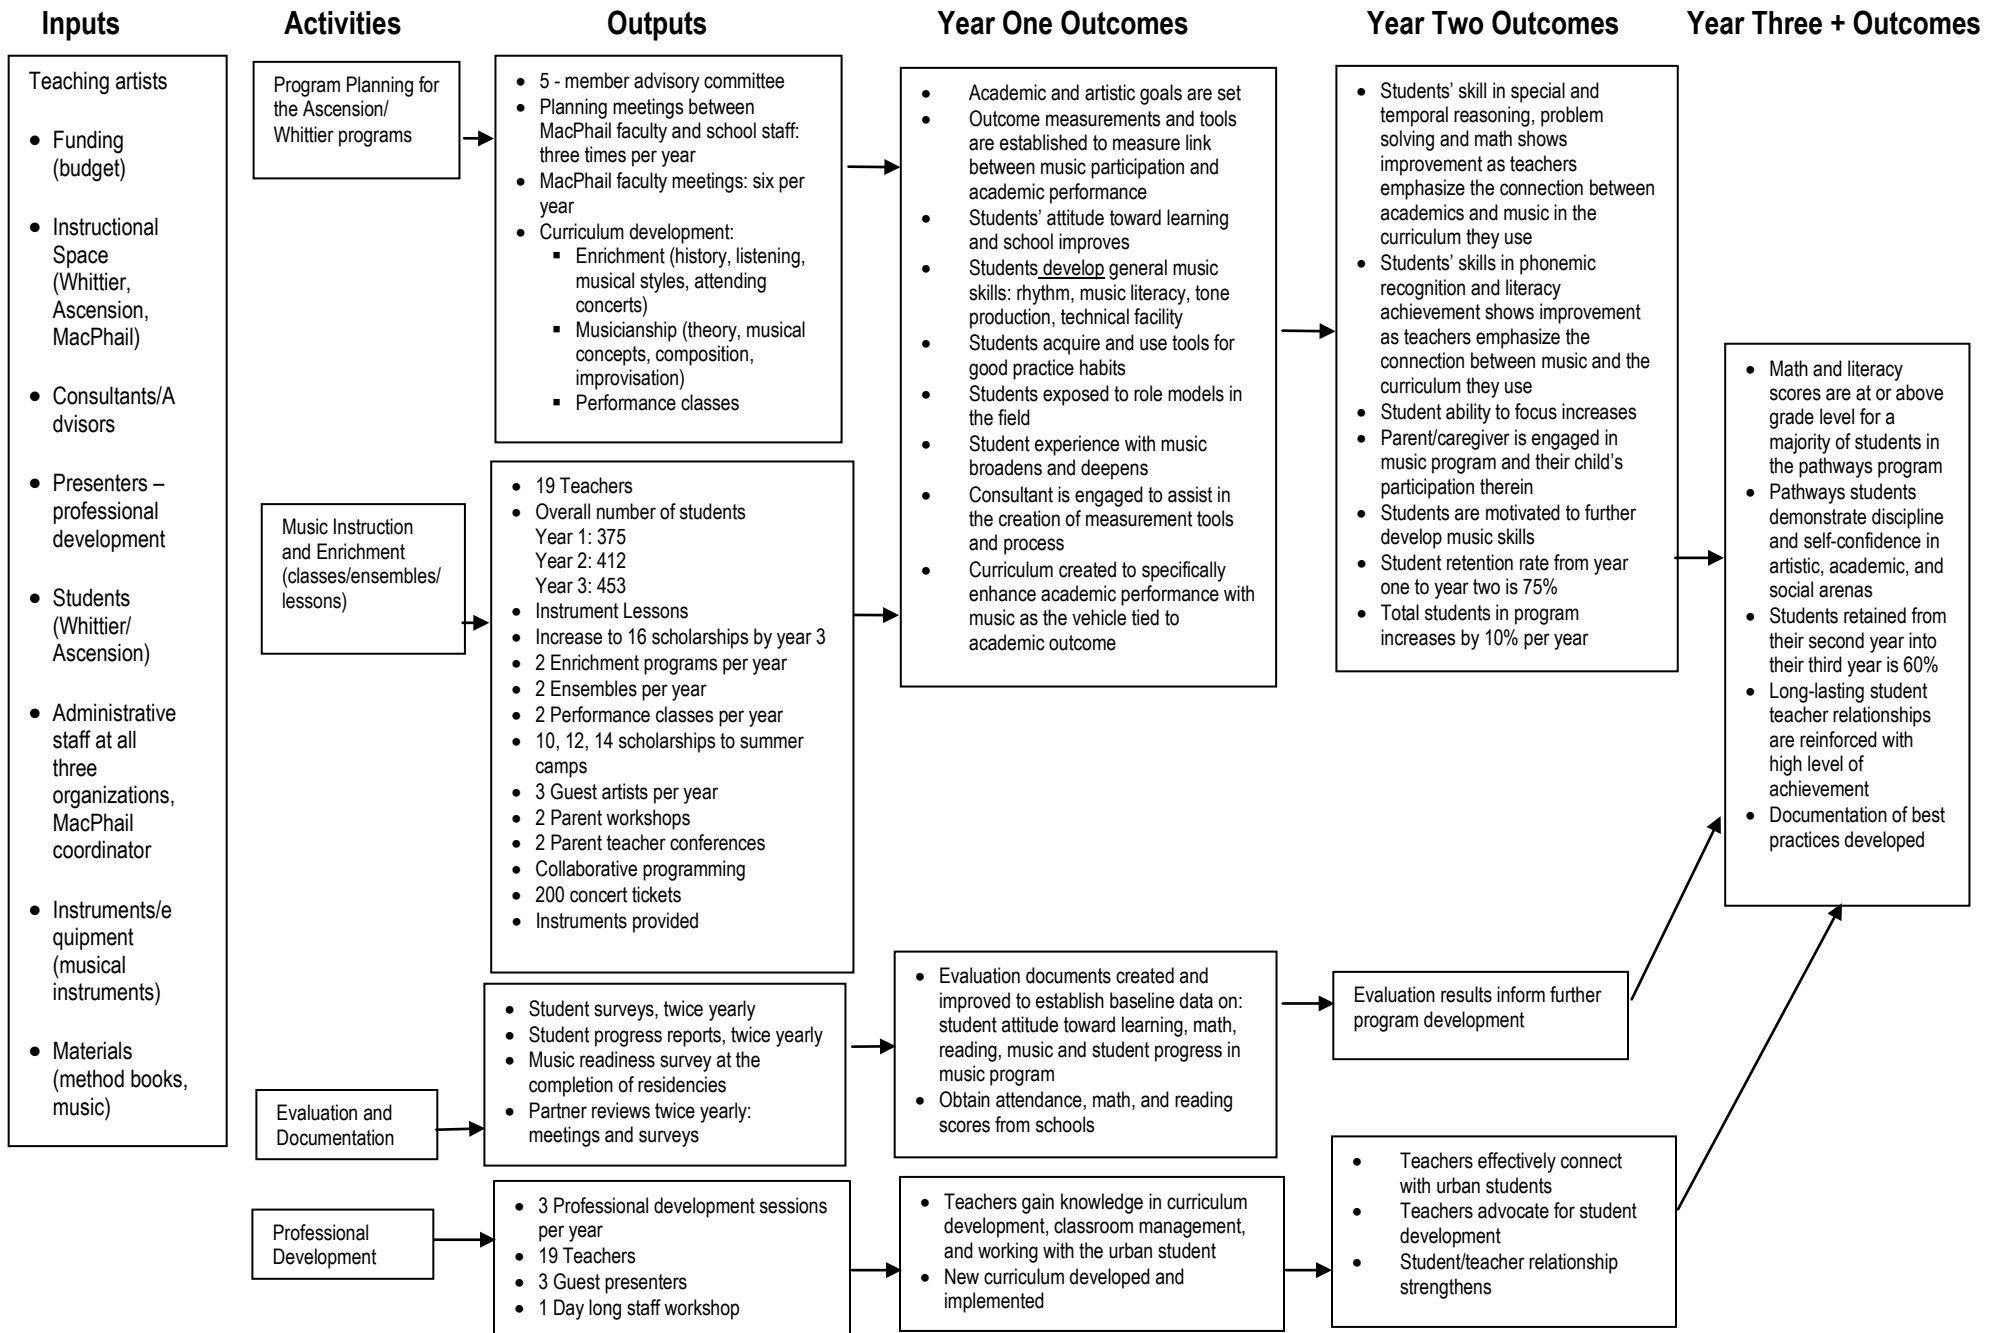 Inputs
Activities
Outputs
Year One Outcomes
Year Two Outcomes
Year Three + Outcomes
Teaching artists
• Funding
(budget)
• Instructional
Space
(Whittier,
Ascension,
MacPhail)
• Consultants/A
dvisors
• Presenters –
professional
development
• Students
(Whittier/
Ascension)
• Administrative
staff at all
three
organizations,
MacPhail
coordinator
• Instruments/e
quipment
(musical
instruments)
• Materials
(method books,
music)
Program Planning for
the Ascension/
Whittier programs
Music Instruction
and Enrichment
(classes/ensembles/
lessons)
Evaluation and
Documentation
Professional
Development
• 5 - member advisory committee
• Planning meetings between
MacPhail faculty and school staff:
three times per year
• MacPhail faculty meetings: six per
year
• Curriculum development:
▪ Enrichment (history, listening,
musical styles, attending
concerts)
▪ Musicianship (theory, musical
concepts, composition,
improvisation)
▪ Performance classes
• 19 Teachers
• Overall number of students
Year 1: 375
Year 2: 412
Year 3: 453
• Instrument Lessons
• Increase to 16 scholarships by year 3
• 2 Enrichment programs per year
• 2 Ensembles per year
• 2 Performance classes per year
• 10, 12, 14 scholarships to summer
camps
• 3 Guest artists per year
• 2 Parent workshops
• 2 Parent teacher conferences
• Collaborative programming
• 200 concert tickets
• Instruments provided
• Student surveys, twice yearly
• Student progress reports, twice yearly
• Music readiness survey at the
completion of residencies
• Partner reviews twice yearly:
meetings and surveys
• 3 Professional development sessions
per year
• 19 Teachers
• 3 Guest presenters
• 1 Day long staff workshop
• Academic and artistic goals are set
• Outcome measurements and tools
are established to measure link
between music participation and
academic performance
• Students’ attitude toward learning
and school improves
• Students develop general music
skills: rhythm, music literacy, tone
production, technical facility
• Students acquire and use tools for
good practice habits
• Students exposed to role models in
the field
• Student experience with music
broadens and deepens
• Consultant is engaged to assist in
the creation of measurement tools
and process
• Curriculum created to specifically
enhance academic performance with
music as the vehicle tied to
academic outcome
• Evaluation documents created and
improved to establish baseline data on:
student attitude toward learning, math,
reading, music and student progress in
music program
• Obtain attendance, math, and reading
scores from schools
• Teachers gain knowledge in curriculum
development, classroom management,
and working with the urban student
• New curriculum developed and
implemented
• Students’ skill in special and
temporal reasoning, problem
solving and math shows
improvement as teachers
emphasize the connection between
academics and music in the
curriculum they use
• Students’ skills in phonemic
recognition and literacy
achievement shows improvement
as teachers emphasize the
connection between music and the
curriculum they use
• Student ability to focus increases
• Parent/caregiver is engaged in
music program and their child’s
participation therein
• Students are motivated to further
develop music skills
• Student retention rate from year
one to year two is 75%
• Total students in program
increases by 10% per year
Evaluation results inform further
program development
• Teachers effectively connect
with urban students
• Teachers advocate for student
development
• Student/teacher relationship
strengthens
• Math and literacy
scores are at or above
grade level for a
majority of students in
the pathways program
• Pathways students
demonstrate discipline
and self-confidence in
artistic, academic, and
social arenas
• Students retained from
their second year into
their third year is 60%
• Long-lasting student
teacher relationships
are reinforced with
high level of
achievement
• Documentation of best
practices developed